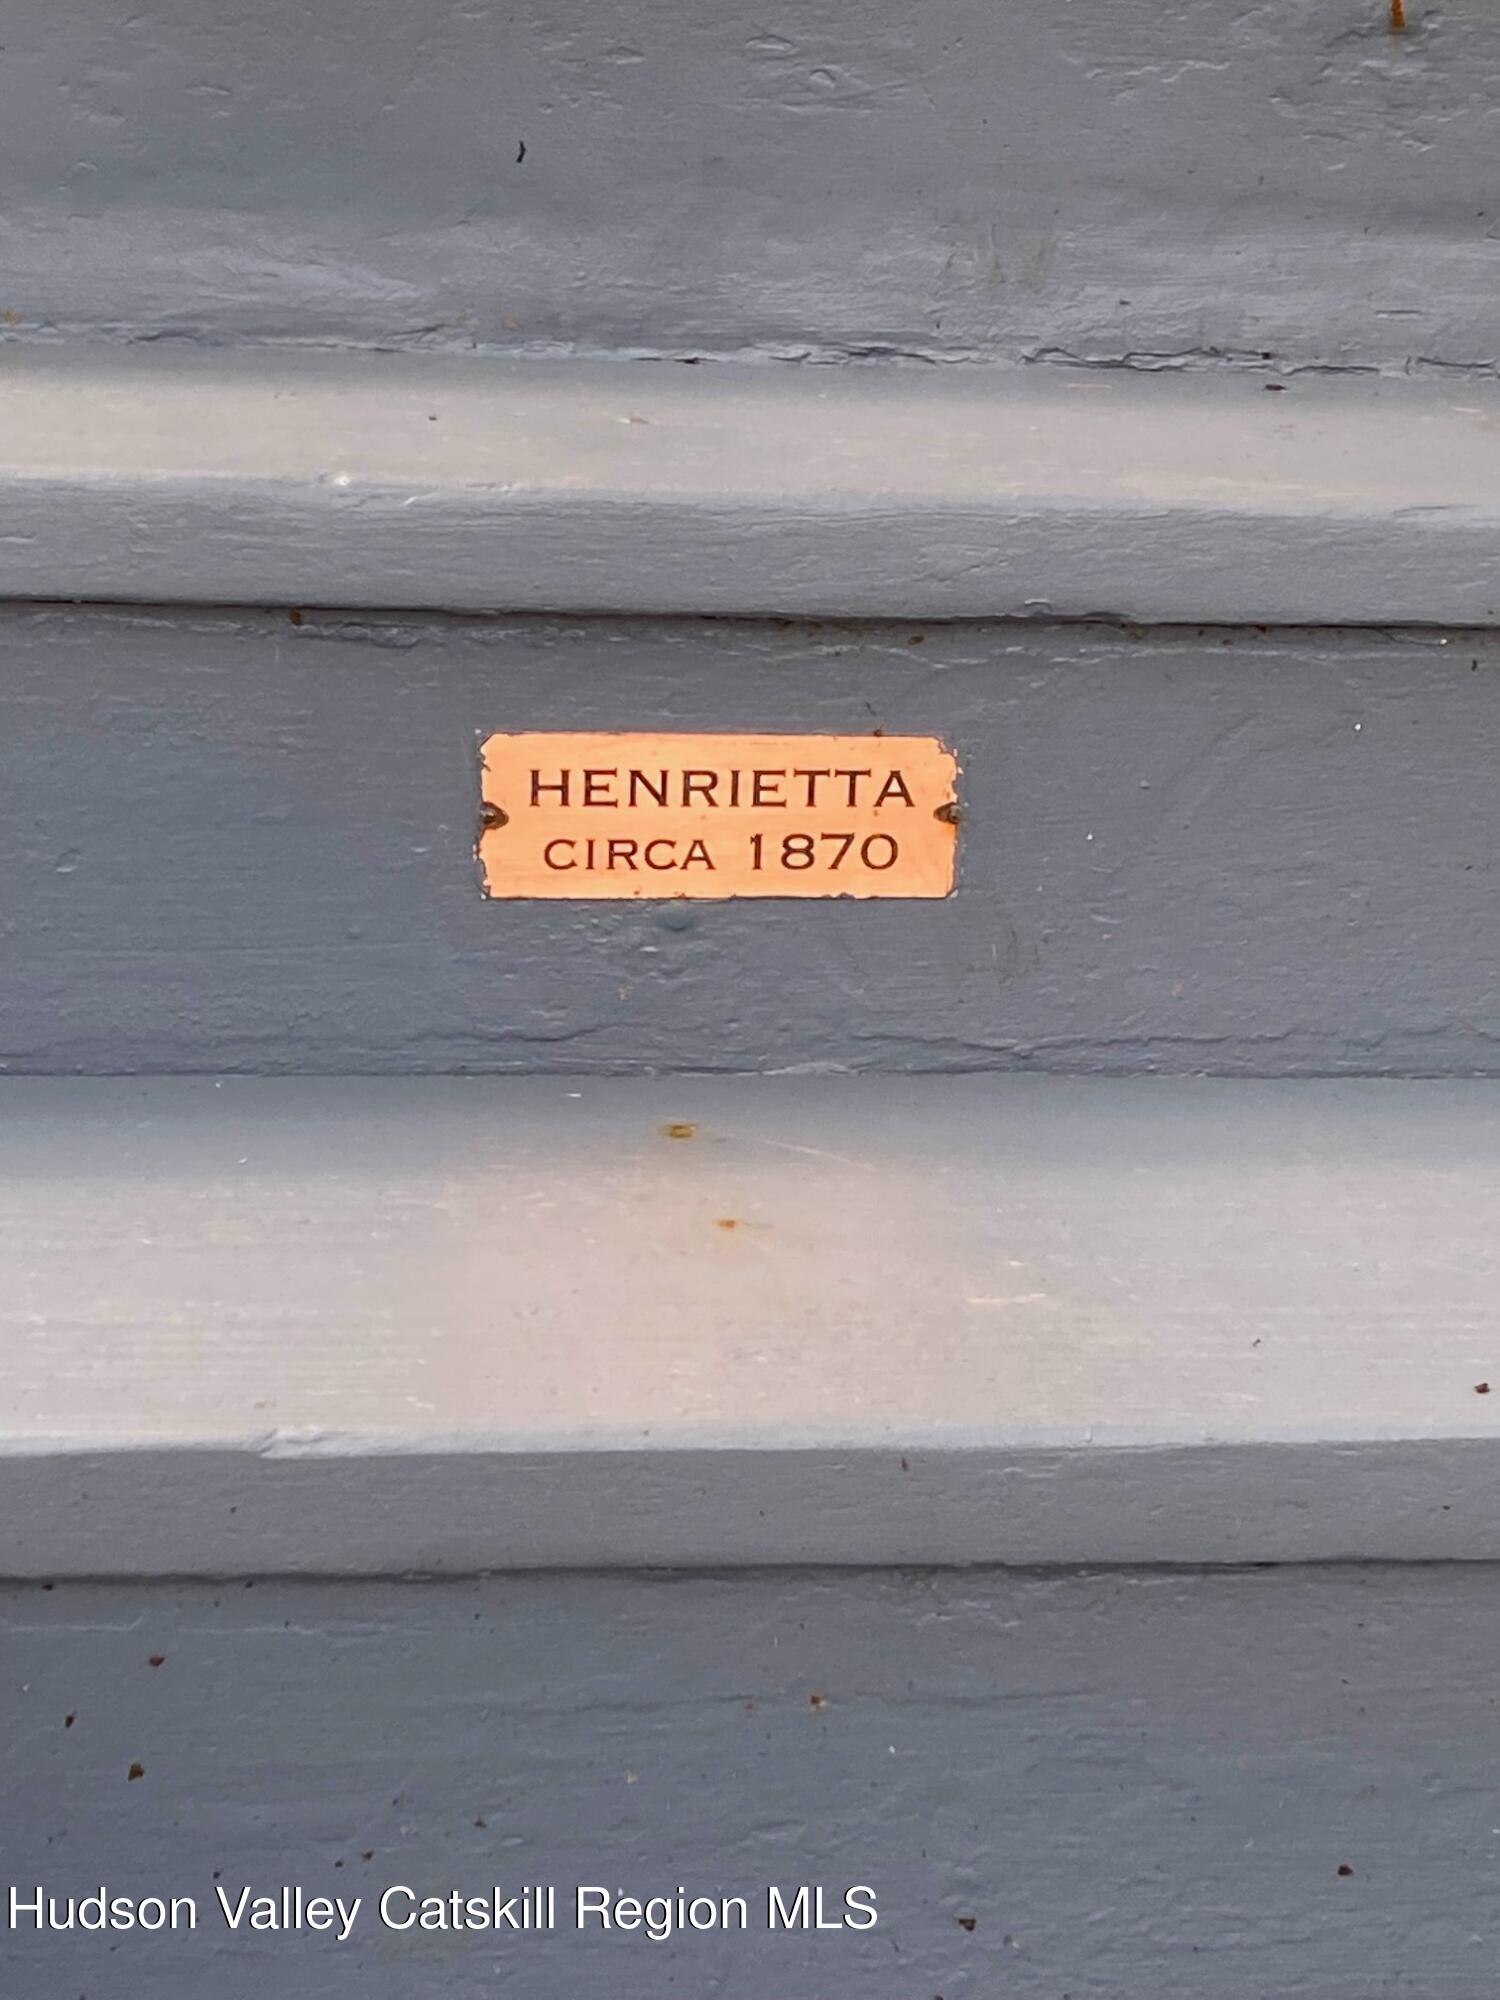 HENRIETTA
CIRCA 1870
Hudson Valley Catskill Region MLS